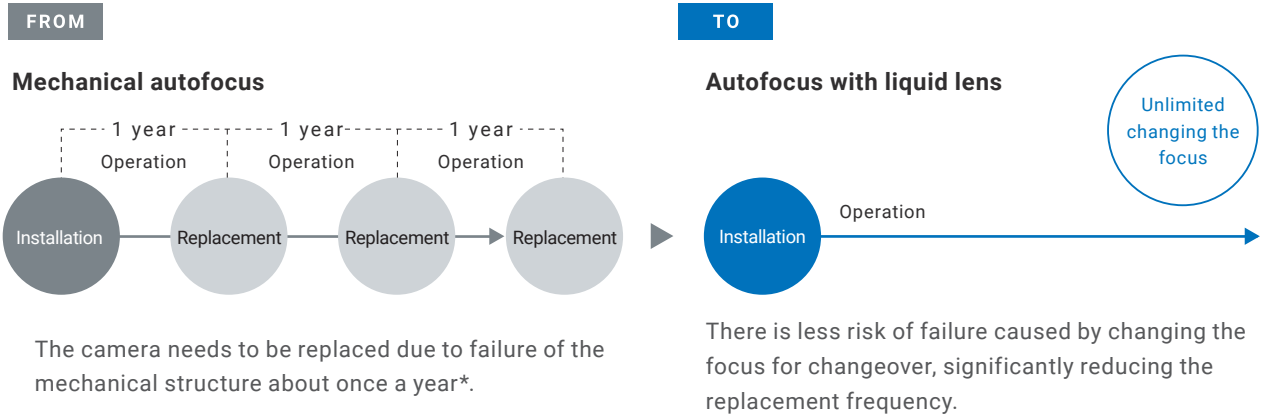 FROM
Mechanical autofocus
1 year 1 year 1 year
Operation Operation Operation
Installation Replacement Replacement Replacement
The camera needs to be replaced due to failure of the
mechanical structure about once a year*.
TO
Autofocus with liquid lens
Unlimited
changing the
focus
Operation
Installation
There is less risk of failure caused by changing the
focus for changeover, significantly reducing the
replacement frequency.